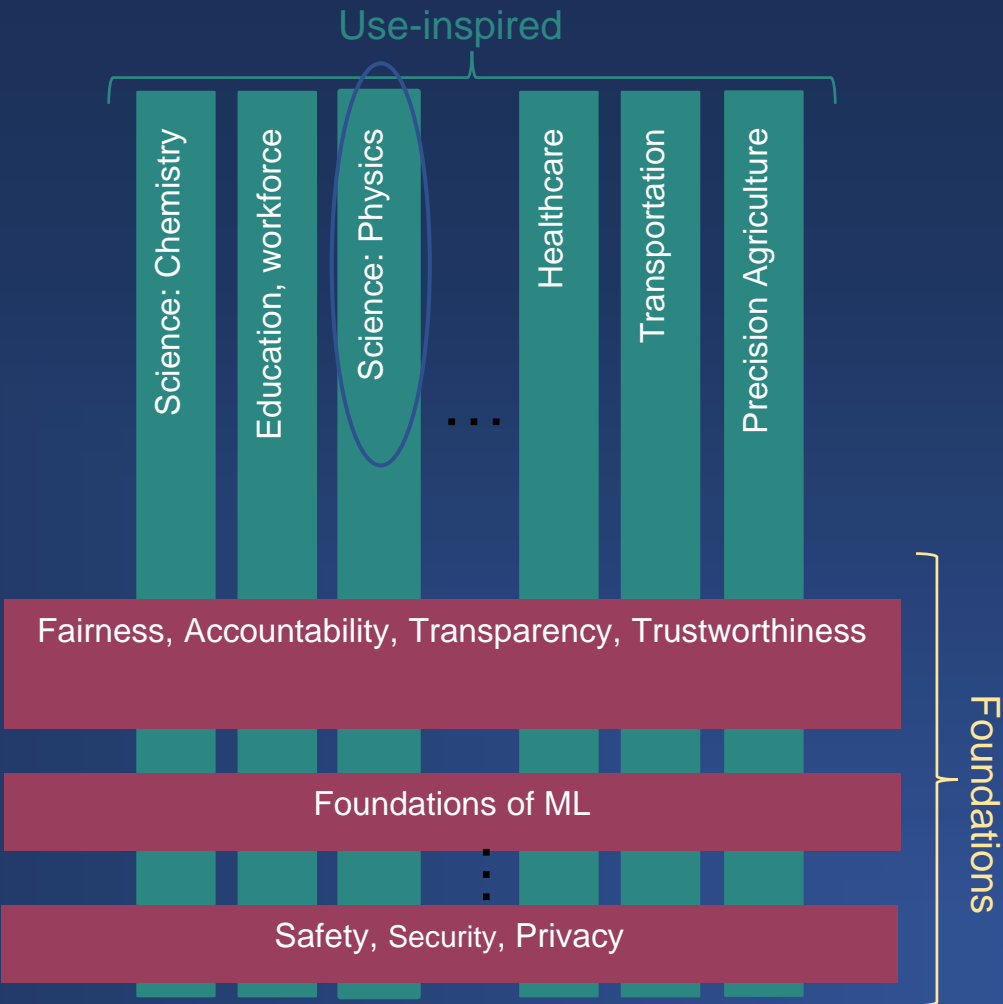 Use-inspired
Science: Chemistry
Education, workforce
Science: Physics
...
Healthcare
Transportation
Precision Agriculture
Fairness, Accountability, Transparency, Trustworthiness
Foundations of ML
...
Safety, Security, Privacy
Foundations